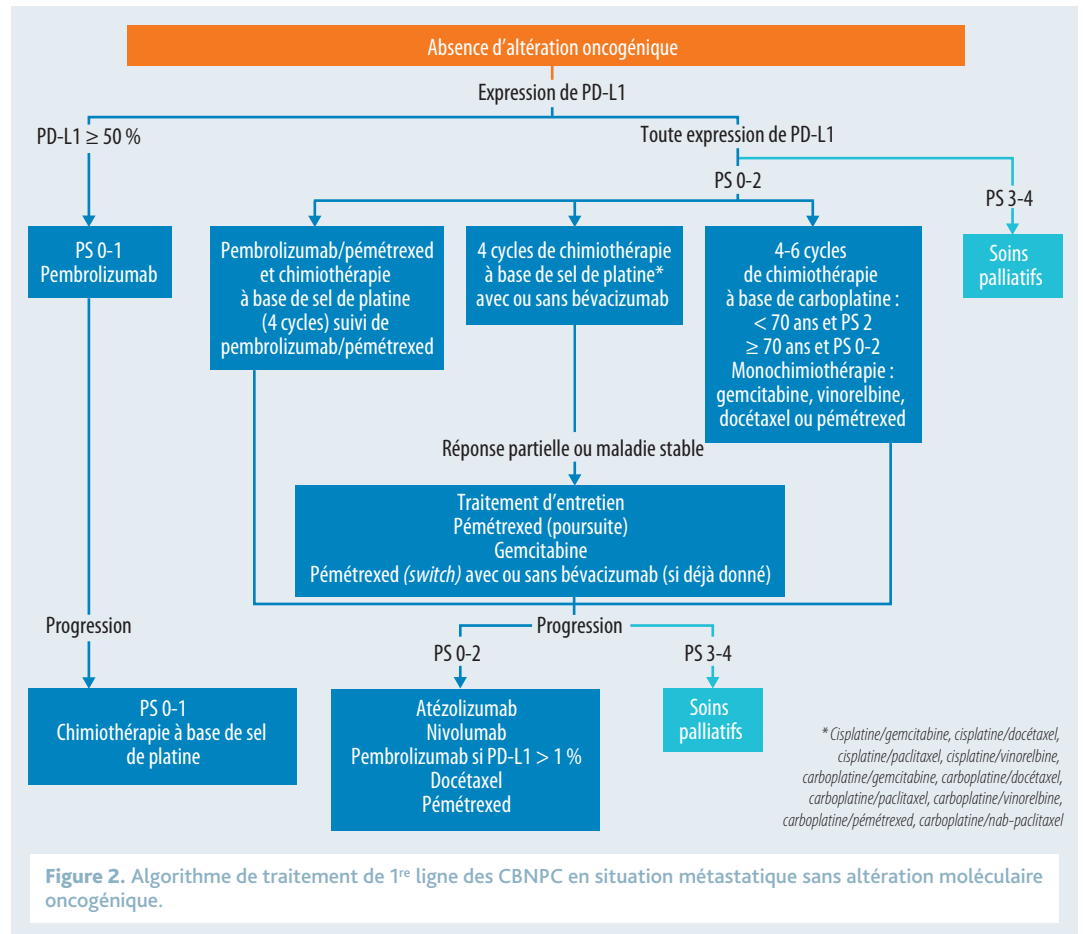 Absence d'altération oncogénique
Expression de PD-L1
PD-L1 ≥ 50 %
Toute expression de PD-L1
PS 0-2
PS 3-4
PS 0-1
Pembrolizumab
Pembrolizumab/pémétrexed
et chimiothérapie
à base de sel de platine
(4 cycles) suivi de
pembrolizumab/pémétrexed
4 cycles de chimiothérapie
à base de sel de platine*
avec ou sans bévacizumab
4-6 cycles
de chimiothérapie
à base de carboplatine :
< 70 ans et PS 2
≥ 70 ans et PS 0-2
Monochimiothérapie :
gemcitabine, vinorelbine,
docétaxel ou pémétrexed
Soins
palliatifs
Réponse partielle ou maladie stable
Traitement d'entretien
Pémétrexed (poursuite)
Gemcitabine
Pémétrexed (switch) avec ou sans bévacizumab (si déjà donné)
Progression
Progression
PS 0-2
PS 3-4
PS 0-1
Chimiothérapie à base de sel
de platine
Atézolizumab
Nivolumab
Pembrolizumab si PD-L1 > 1 %
Docétaxel
Pémétrexed
Soins
palliatifs
* Cisplatine/gemcitabine, cisplatine/docétaxel,
cisplatine/paclitaxel, cisplatine/vinorelbine,
carboplatine/gemcitabine, carboplatine/docétaxel,
carboplatine/paclitaxel, carboplatine/vinorelbine,
carboplatine/pémétrexed, carboplatine/nab-paclitaxel
Figure 2. Algorithme de traitement de 1re ligne des CBNPC en situation métastatique sans altération moléculaire
oncogénique.